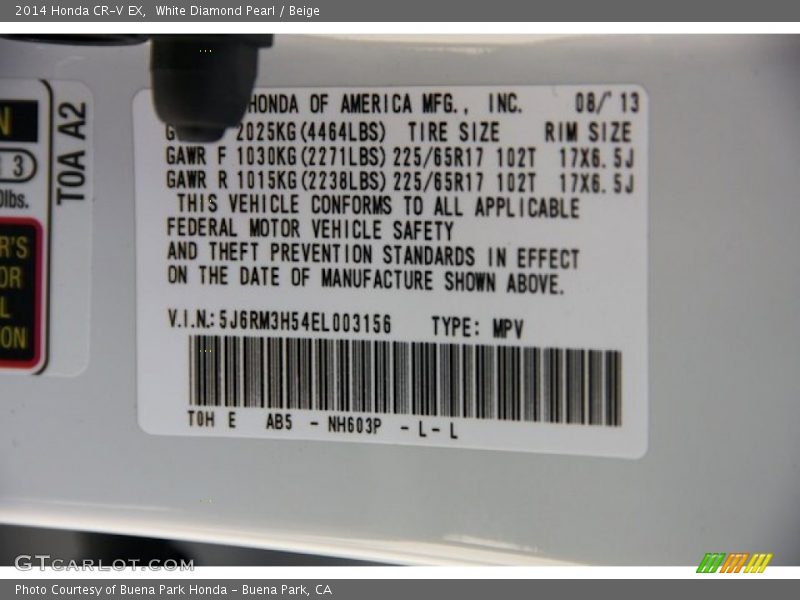 2014 Honda CR-V EX, White Diamond Pearl / Beige
HONDA OF AMERICA MFG., INC. 08/'13
2025KG(4464LBS) TIRE SIZE RIM SIZE
GAWR F 1030KG(2271LBS) 225/65R17 102T 17X6.5J
GAWR R 1015KG(2238LBS) 225/65R17 102T 17X6.5J
THIS VEHICLE CONFORMS TO ALL APPLICABLE
FEDERAL MOTOR VEHICLE SAFETY
AND THEFT PREVENTION STANDARDS IN EFFECT
ON THE DATE OF MANUFACTURE SHOWN ABOVE.
V.I.N.: 5J6RM3H54EL003156 TYPE: MPV
T0H E AB5 - NH603P - L - L
T0A A2
N
3
0lbs.
R'S
OR
L
ION
GTCARLOT.COM
Photo Courtesy of Buena Park Honda - Buena Park, CA